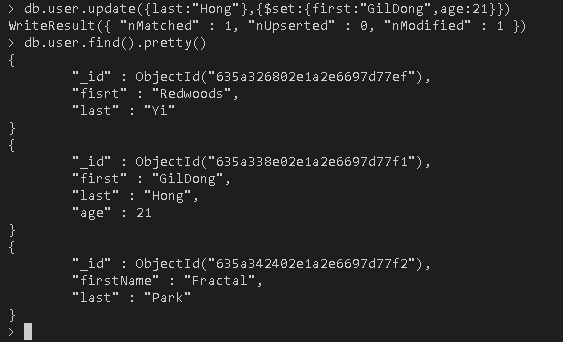 > db.user.update({last:"Hong"},{$set:{first:"GilDong",age:21}})
WriteResult({ "nMatched" : 1, "nUpserted" : 0, "nModified" : 1 })
> db.user.find().pretty()
{
"_id" : ObjectId("635a326802e1a2e6697d77ef"),
"fisrt" : "Redwoods",
"last" : "Yi"
}
{
"_id" : ObjectId("635a338e02e1a2e6697d77f1"),
"first" : "GilDong",
"last" : "Hong",
"age" : 21
}
{
"_id" : ObjectId("635a342402e1a2e6697d77f2"),
"firstName" : "Fractal",
"last" : "Park"
}
>